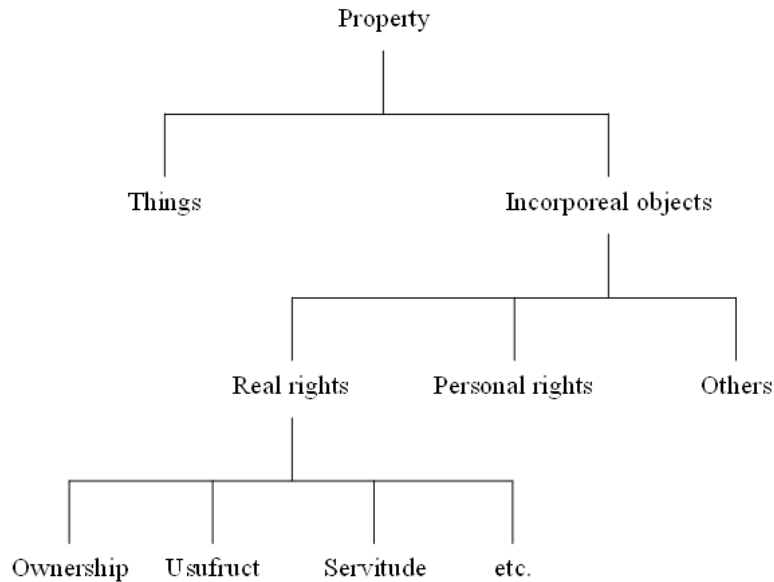 Property
Things Incorporeal objects
Real rights Personal rights Others
Ownership Usufruct Servitude etc.